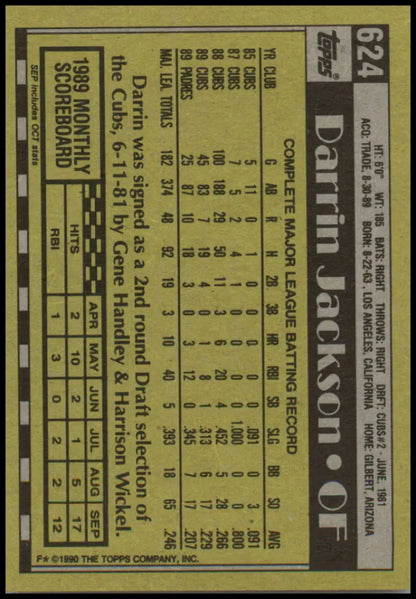 624
Topps
HT: 6'0" WT: 185 BATS: RIGHT THROWS: RIGHT DRFT: CUBS #2 - JUNE, 1981
ACQ: TRADE, 8-30-89 BORN: 8-22-63, LOS ANGELES, CALIFORNIA HOME: GILBERT, ARIZONA
Darrin Jackson • OF
COMPLETE MAJOR LEAGUE BATTING RECORD
YR CLUB G AB R H 2B 3B HR RBI SB SLG BB SO AVG
85 CUBS 5 11 0 1 0 0 0 0 0 .091 0 3 .091
87 CUBS 7 5 2 4 1 0 0 0 0 1.000 0 0 .800
88 CUBS 100 188 29 50 11 3 6 20 4 .452 5 28 .266
89 CUBS 45 83 7 19 4 0 1 8 1 .313 6 17 .229
89 PADRES 25 87 10 18 3 0 3 12 0 .345 7 17 .207
MAJ. LEA. TOTALS 182 374 48 92 19 3 10 40 5 .393 18 65 .246
Darrin was signed as a 2nd round Draft selection of
the Cubs, 6-11-81 by Gene Handley & Harrison Wickel.
1989 MONTHLY
SCOREBOARD
SEP includes OCT stats
APR MAY JUN JUL AUG SEP
HITS 2 10 2 1 5 17
RBI 1 3 0 2 2 12
F* ©1990 THE TOPPS COMPANY, INC.